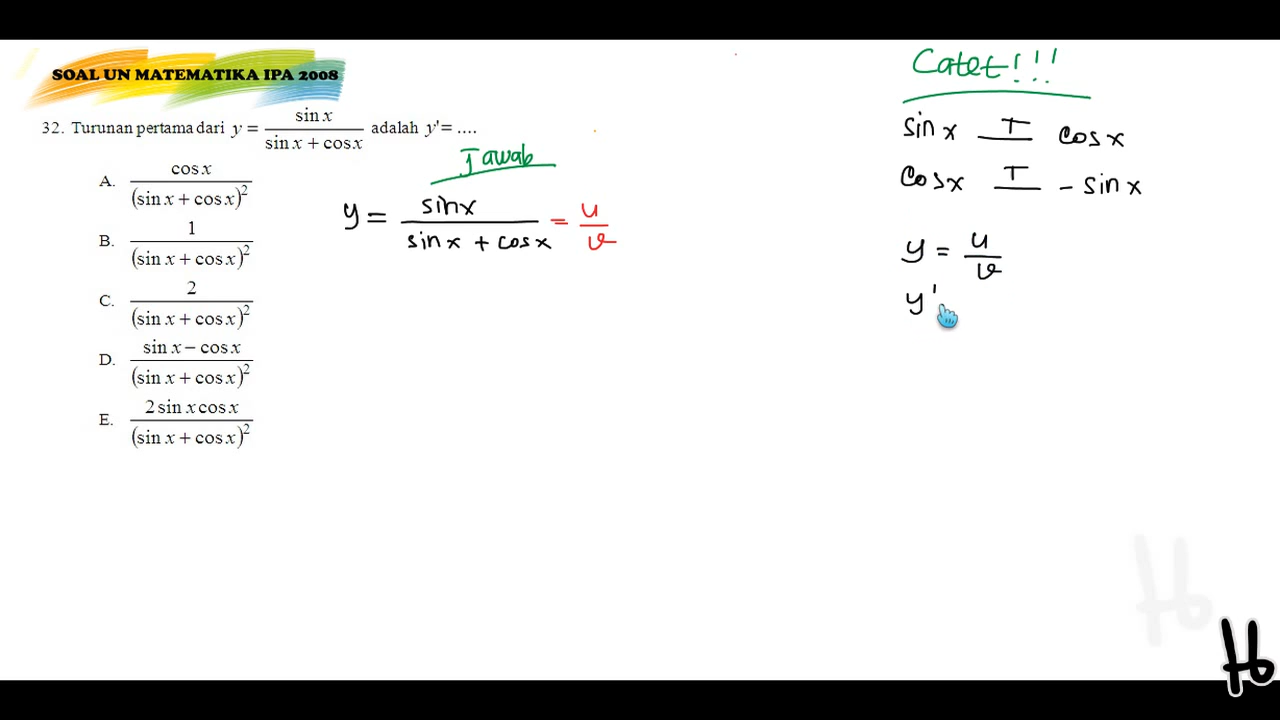 SOAL UN MATEMATIKA IPA 2008
32. Turunan pertama dari y = sin x / (sin x + cos x) adalah y'= ....
A. cos x / (sin x + cos x)²
B. 1 / (sin x + cos x)²
C. 2 / (sin x + cos x)²
D. sin x − cos x / (sin x + cos x)²
E. 2 sin x cos x / (sin x + cos x)²
Jawab
y = sin x / (sin x + cos x) = u / v
Catet!!!
sin x —T— cos x
cos x —T— - sin x
y = u / v
y'
Hb